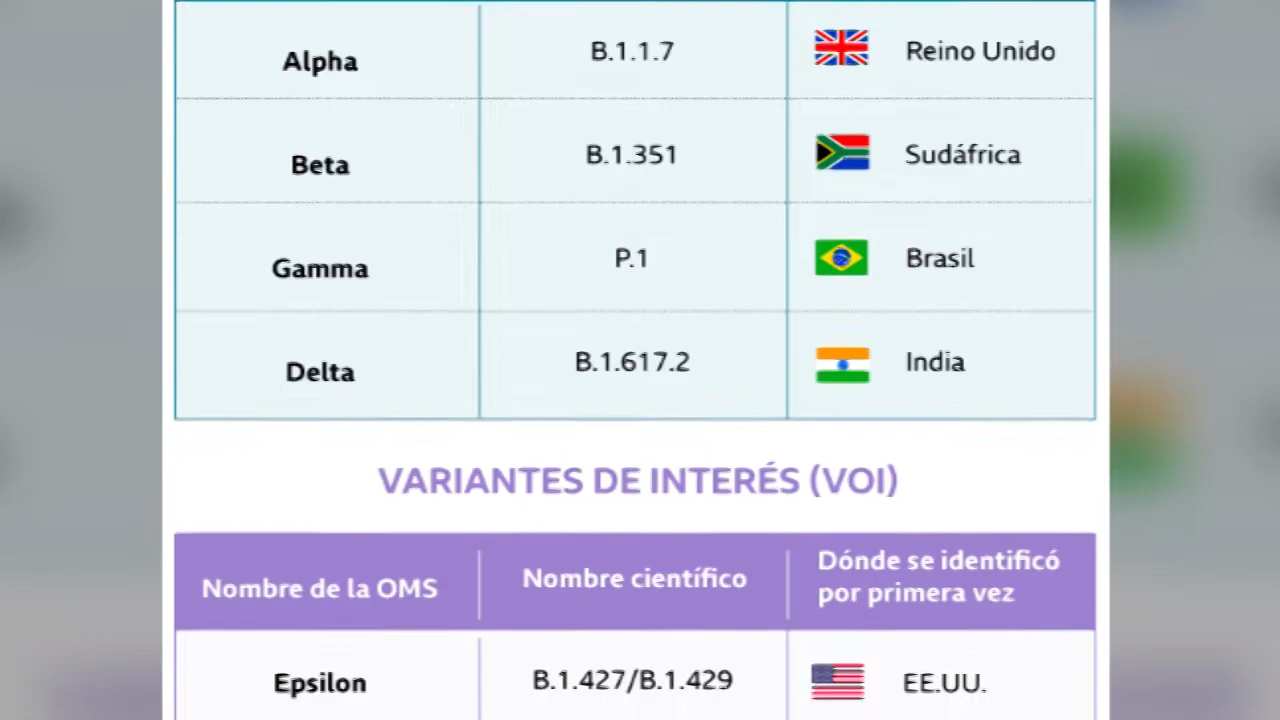 Alpha B.1.1.7 Reino Unido
Beta B.1.351 Sudáfrica
Gamma P.1 Brasil
Delta B.1.617.2 India
VARIANTES DE INTERÉS (VOI)
Nombre de la OMS Nombre científico Dónde se identificó
por primera vez
Epsilon B.1.427/B.1.429 EE.UU.